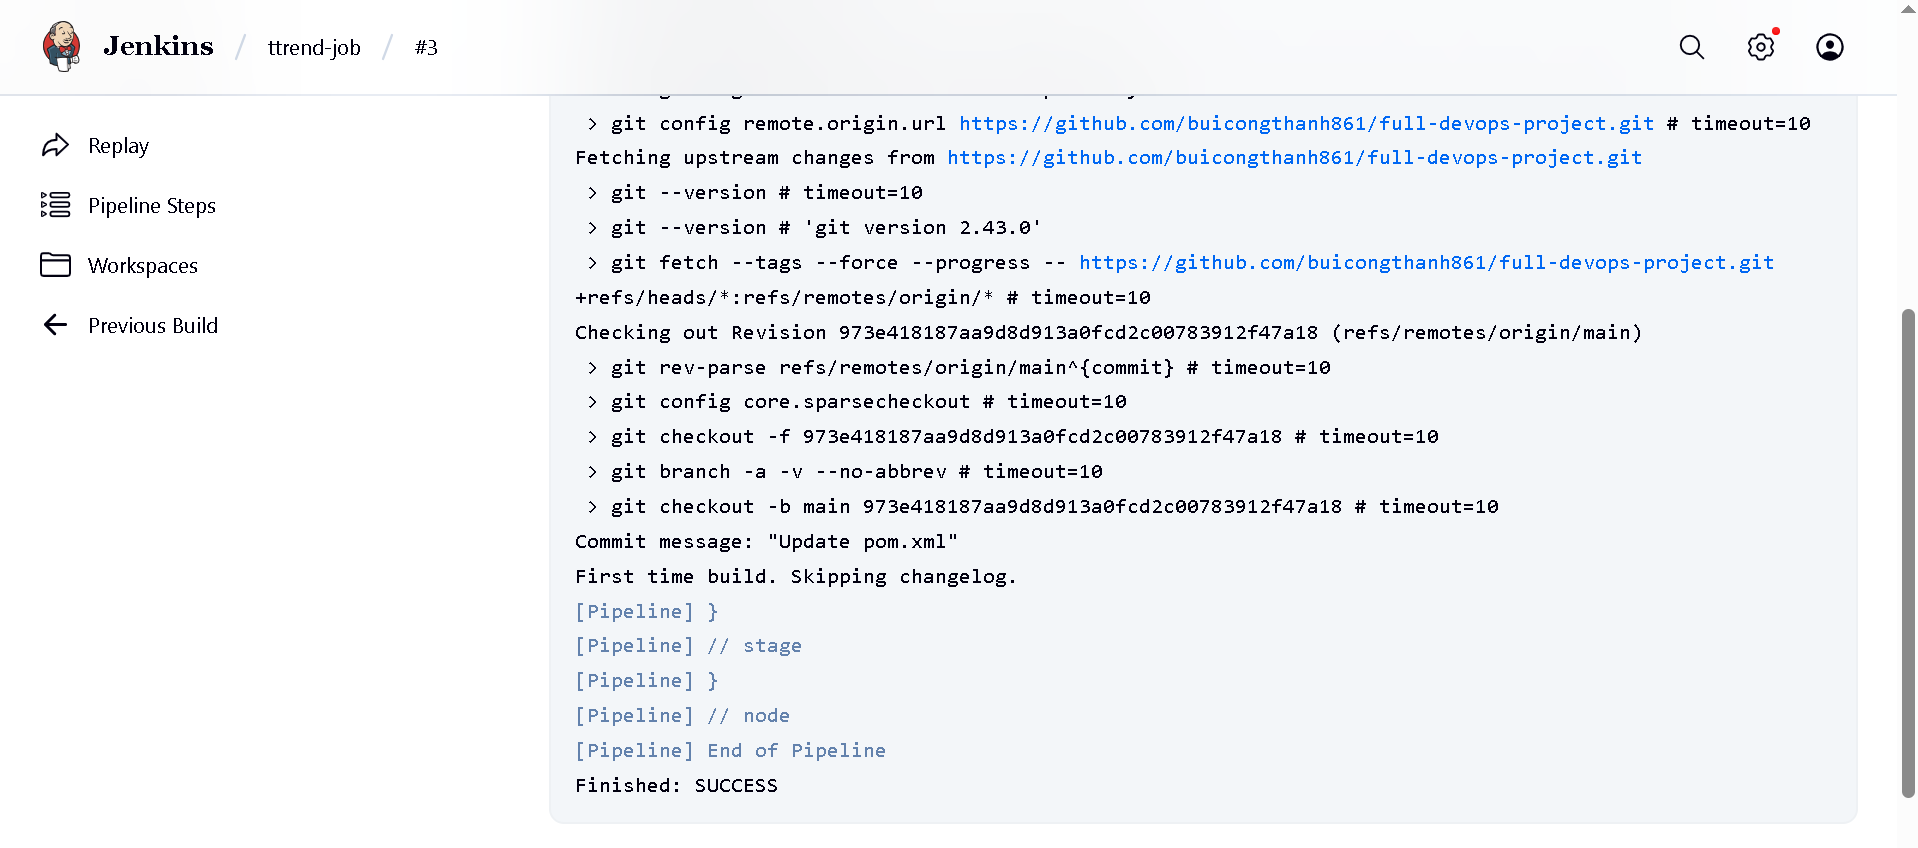 Jenkins / ttrend-job / #3
Replay
Pipeline Steps
Workspaces
Previous Build
> git config remote.origin.url https://github.com/buicongthanh861/full-devops-project.git # timeout=10
Fetching upstream changes from https://github.com/buicongthanh861/full-devops-project.git
> git --version # timeout=10
> git --version # 'git version 2.43.0'
> git fetch --tags --force --progress -- https://github.com/buicongthanh861/full-devops-project.git
+refs/heads/*:refs/remotes/origin/* # timeout=10
Checking out Revision 973e418187aa9d8d913a0fcd2c00783912f47a18 (refs/remotes/origin/main)
> git rev-parse refs/remotes/origin/main^{commit} # timeout=10
> git config core.sparsecheckout # timeout=10
> git checkout -f 973e418187aa9d8d913a0fcd2c00783912f47a18 # timeout=10
> git branch -a -v --no-abbrev # timeout=10
> git checkout -b main 973e418187aa9d8d913a0fcd2c00783912f47a18 # timeout=10
Commit message: "Update pom.xml"
First time build. Skipping changelog.
[Pipeline] }
[Pipeline] // stage
[Pipeline] }
[Pipeline] // node
[Pipeline] End of Pipeline
Finished: SUCCESS